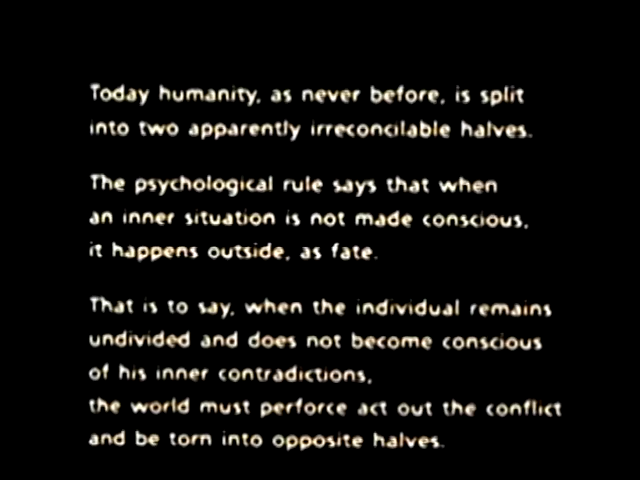 Today humanity, as never before, is split
into two apparently irreconcilable halves.
The psychological rule says that when
an inner situation is not made conscious,
it happens outside, as fate.
That is to say, when the individual remains
undivided and does not become conscious
of his inner contradictions,
the world must perforce act out the conflict
and be torn into opposite halves.